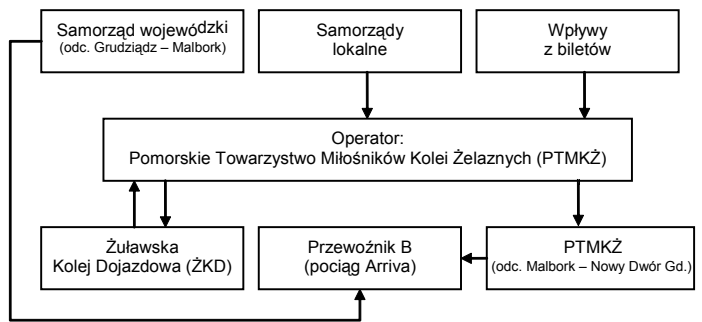 Samorząd wojewódzki
(odc. Grudziądz – Malbork)
Samorządy
lokalne
Wpływy
z biletów
Operator:
Pomorskie Towarzystwo Miłośników Kolei Żelaznych (PTMKŻ)
Żuławska
Kolej Dojazdowa (ŻKD)
Przewoźnik B
(pociąg Arriva)
PTMKŻ
(odc. Malbork – Nowy Dwór Gd.)